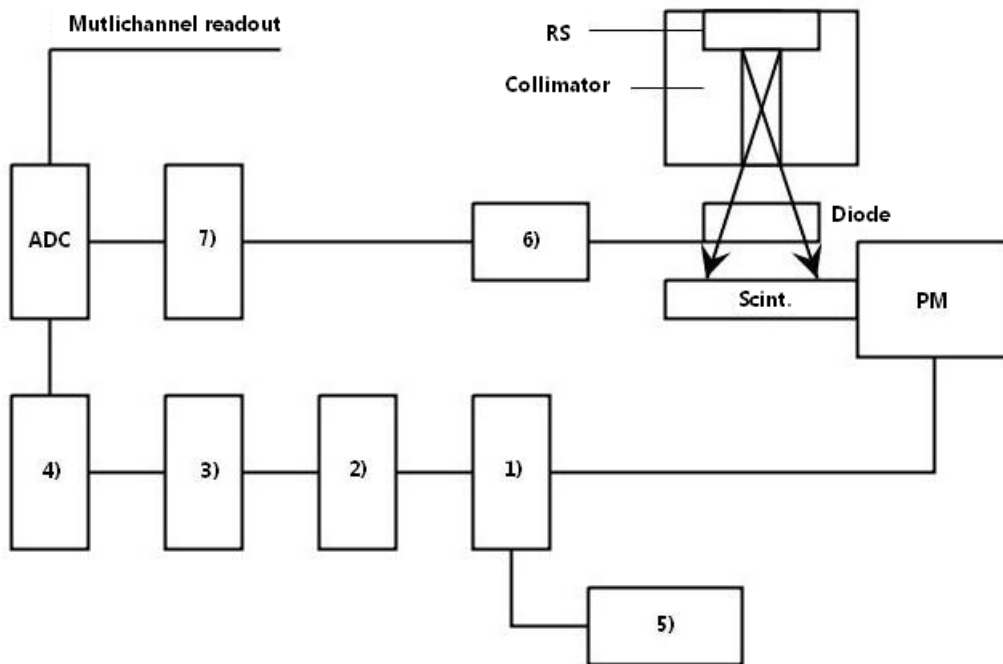 Mutlichannel readout
RS
Collimator
ADC
7)
6)
Diode
Scint.
PM
4)
3)
2)
1)
5)